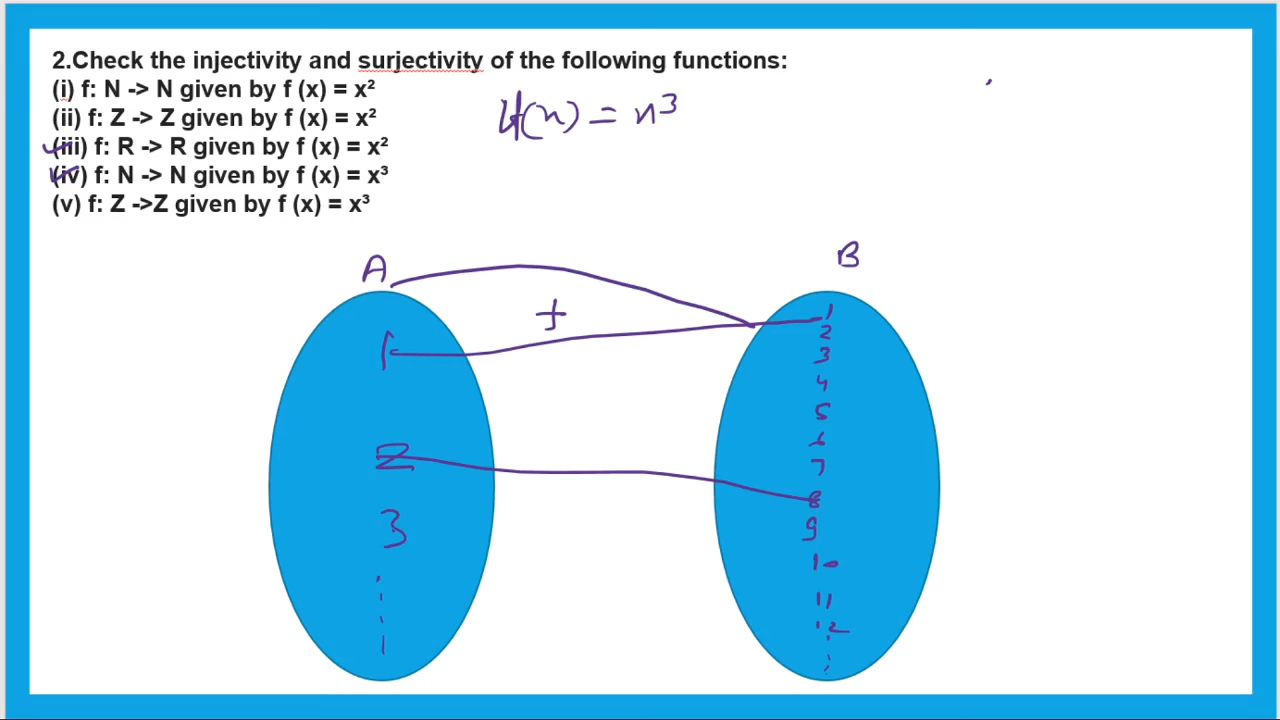 2.Check the injectivity and surjectivity of the following functions:
(i) f: N -> N given by f (x) = x²
(ii) f: Z -> Z given by f (x) = x²
(iii) f: R -> R given by f (x) = x²
(iv) f: N -> N given by f (x) = x³
(v) f: Z ->Z given by f (x) = x³
f(x) = x³
A
B
f
1
2
3
1
2
3
4
5
6
7
8
9
10
11
12